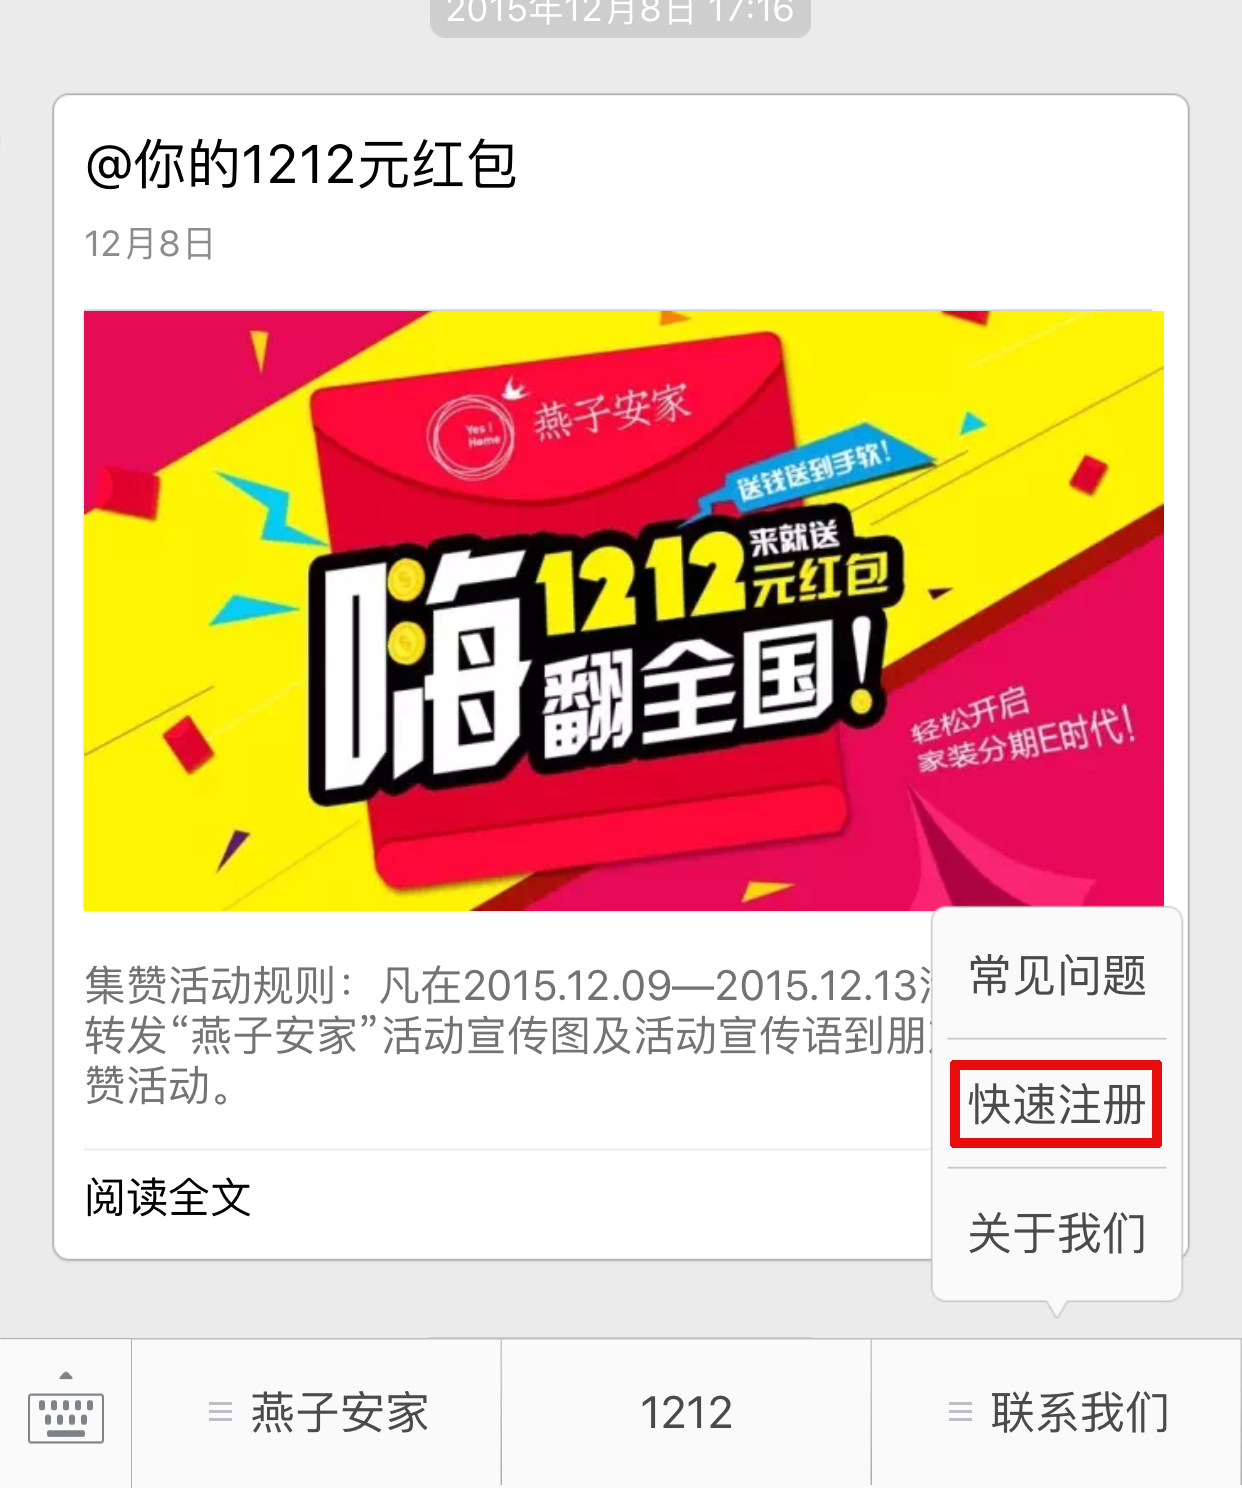 2015年12月8日 17:16
@你的1212元红包
12月8日
Yes!
Home
燕子安家
送钱送到手软!
嗨1212来就送
元红包
翻全国!
轻松开启
家装分期E时代!
集赞活动规则：凡在2015.12.09—2015.12.13
转发“燕子安家”活动宣传图及活动宣传语到朋
赞活动。
阅读全文
常见问题
快速注册
关于我们
燕子安家
1212
联系我们